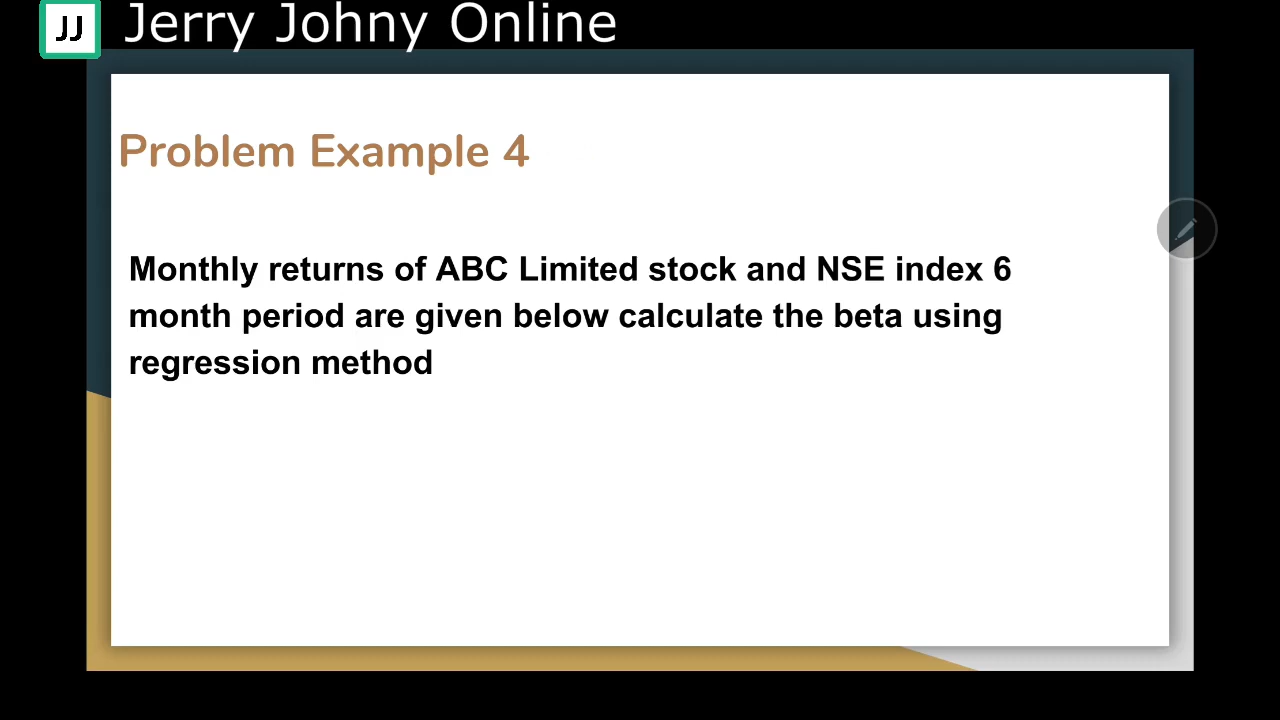 JJ Jerry Johny Online
Problem Example 4
Monthly returns of ABC Limited stock and NSE index 6
month period are given below calculate the beta using
regression method